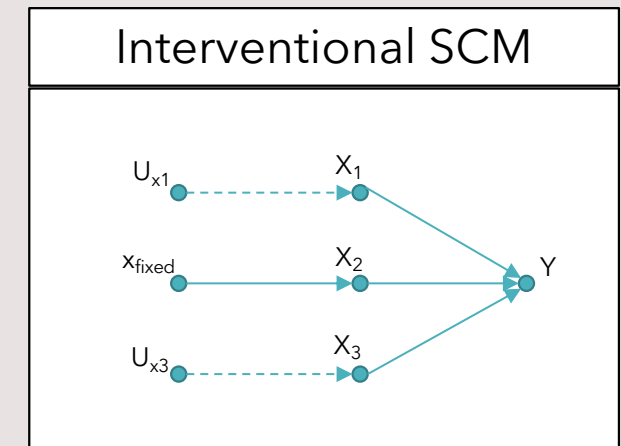 Interventional SCM
Ux1
X1
xfixed
X2
Y
Ux3
X3